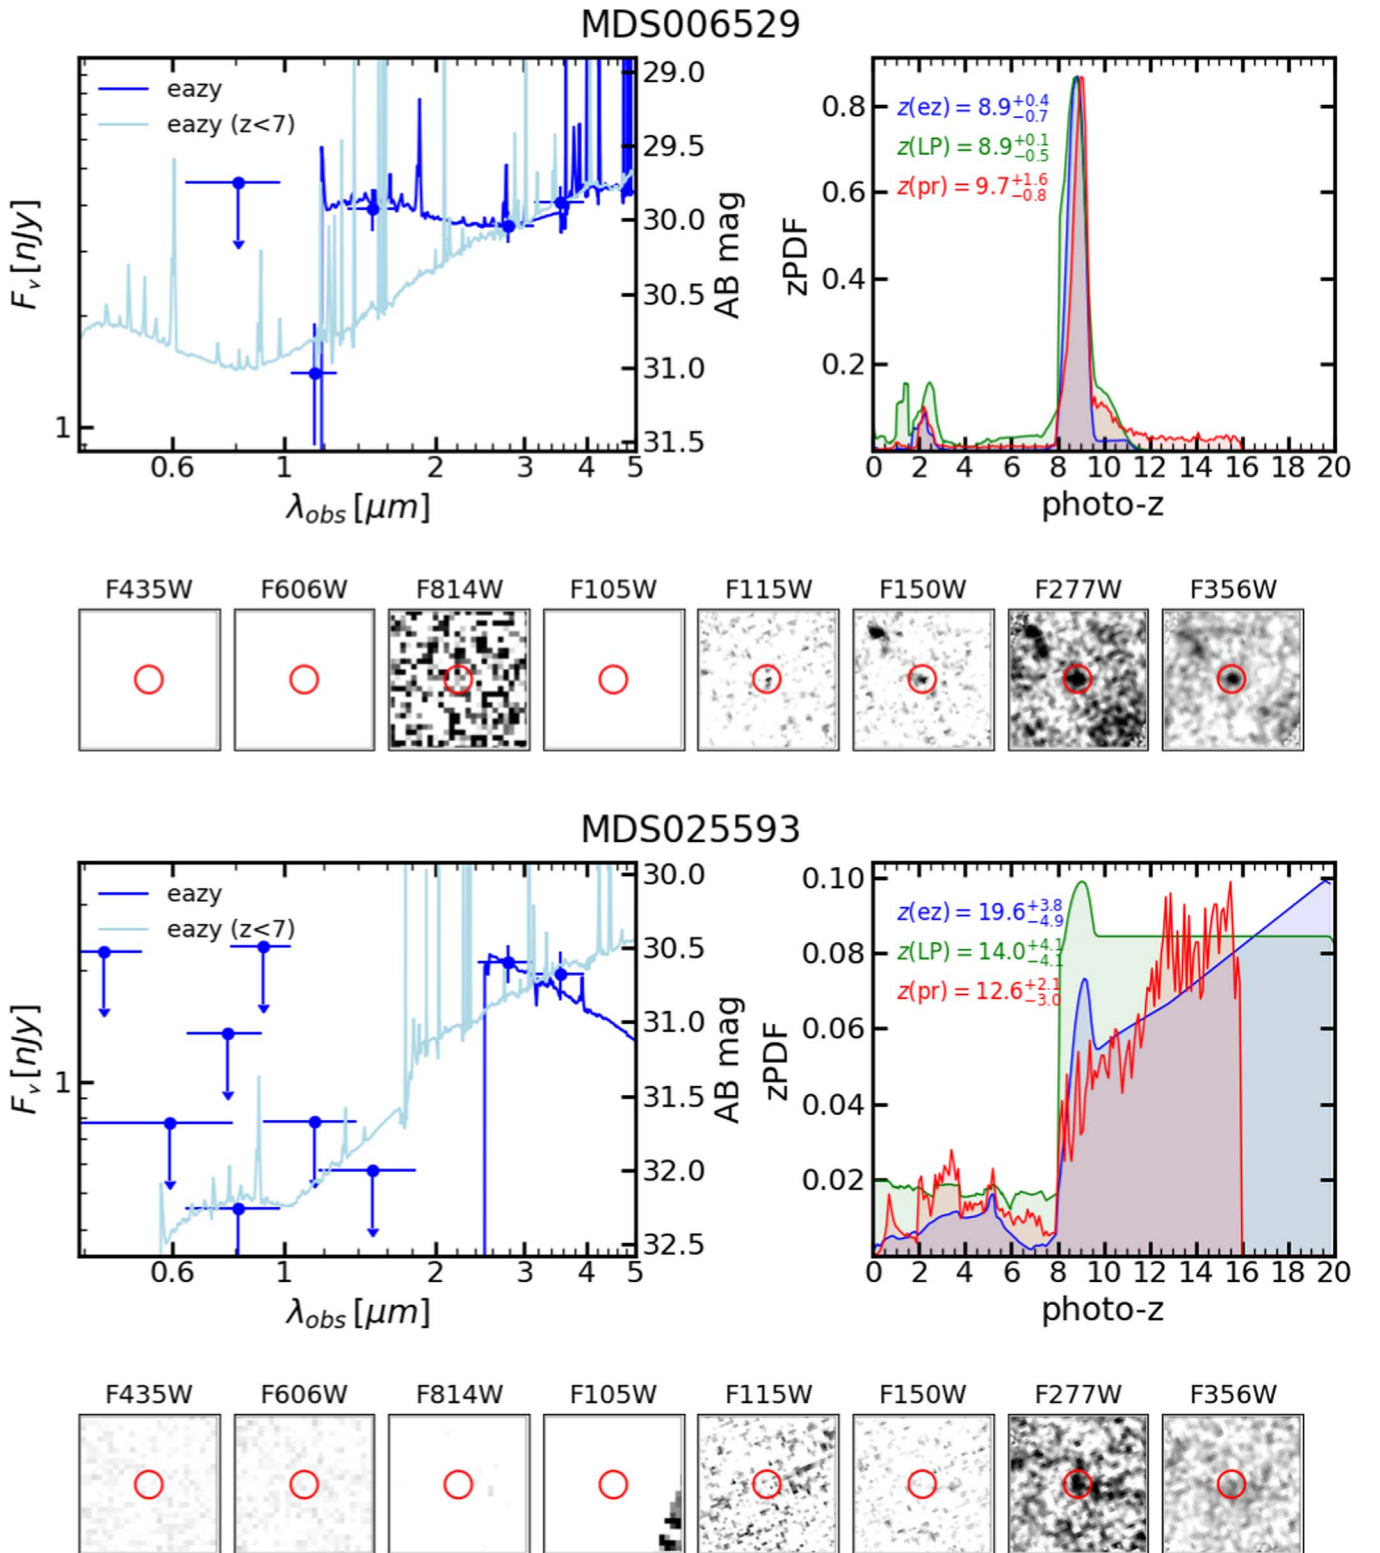 MDS006529
eazy
eazy (z<7)
F_ν [nJy]
1
0.6 1 2 3 4 5
λ_obs [μm]
29.0
29.5
30.0
30.5
31.0
31.5
AB mag
zPDF
0.8
0.6
0.4
0.2
z(ez) = 8.9^{+0.4}_{-0.7}
z(LP) = 8.9^{+0.1}_{-0.5}
z(pr) = 9.7^{+1.6}_{-0.8}
0 2 4 6 8 10 12 14 16 18 20
photo-z
F435W F606W F814W F105W F115W F150W F277W F356W
MDS025593
eazy
eazy (z<7)
F_ν [nJy]
1
0.6 1 2 3 4 5
λ_obs [μm]
30.0
30.5
31.0
31.5
32.0
32.5
AB mag
zPDF
0.10
0.08
0.06
0.04
0.02
z(ez) = 19.6^{+3.8}_{-4.9}
z(LP) = 14.0^{+4.1}_{-4.1}
z(pr) = 12.6^{+2.1}_{-3.0}
0 2 4 6 8 10 12 14 16 18 20
photo-z
F435W F606W F814W F105W F115W F150W F277W F356W